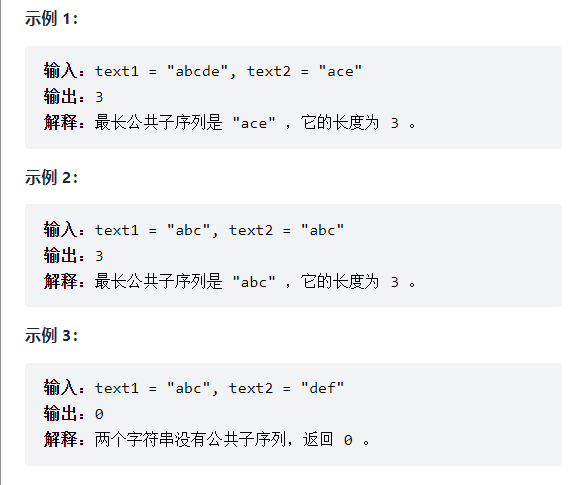 示例 1：
输入：text1 = "abcde", text2 = "ace"
输出：3
解释：最长公共子序列是 "ace" ，它的长度为 3 。
示例 2：
输入：text1 = "abc", text2 = "abc"
输出：3
解释：最长公共子序列是 "abc" ，它的长度为 3 。
示例 3：
输入：text1 = "abc", text2 = "def"
输出：0
解释：两个字符串没有公共子序列，返回 0 。